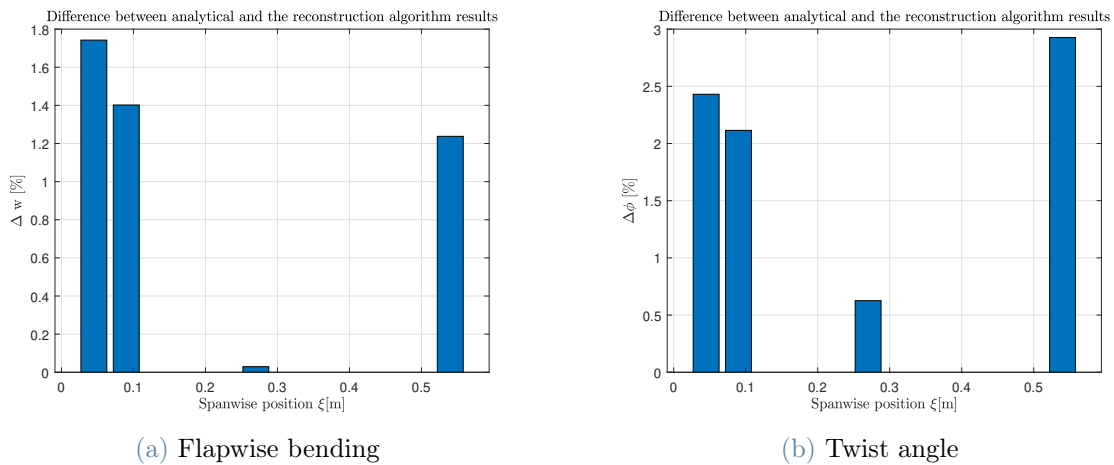 Difference between analytical and the reconstruction algorithm results
1.8
1.6
1.4
1.2
1
0.8
0.6
0.4
0.2
0
Δ w [%]
0 0.1 0.2 0.3 0.4 0.5
Spanwise position ξ[m]
(a) Flapwise bending
Difference between analytical and the reconstruction algorithm results
3
2.5
2
1.5
1
0.5
0
Δϕ [%]
0 0.1 0.2 0.3 0.4 0.5
Spanwise position ξ[m]
(b) Twist angle